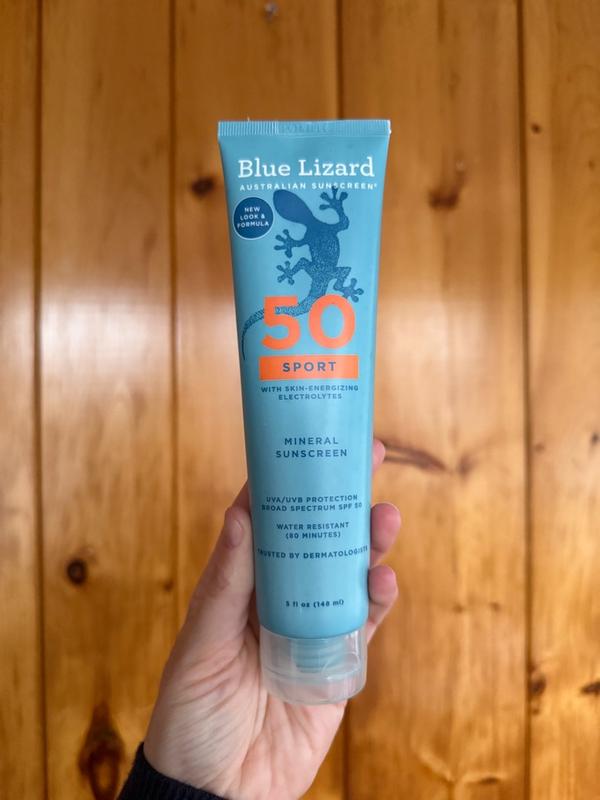 Blue Lizard
AUSTRALIAN SUNSCREEN®
NEW
LOOK &
FORMULA
50
SPORT
WITH SKIN-ENERGIZING
ELECTROLYTES
MINERAL
SUNSCREEN
UVA/UVB PROTECTION
BROAD SPECTRUM SPF 50
WATER RESISTANT
(80 MINUTES)
TRUSTED BY DERMATOLOGISTS
5 fl oz (148 ml)